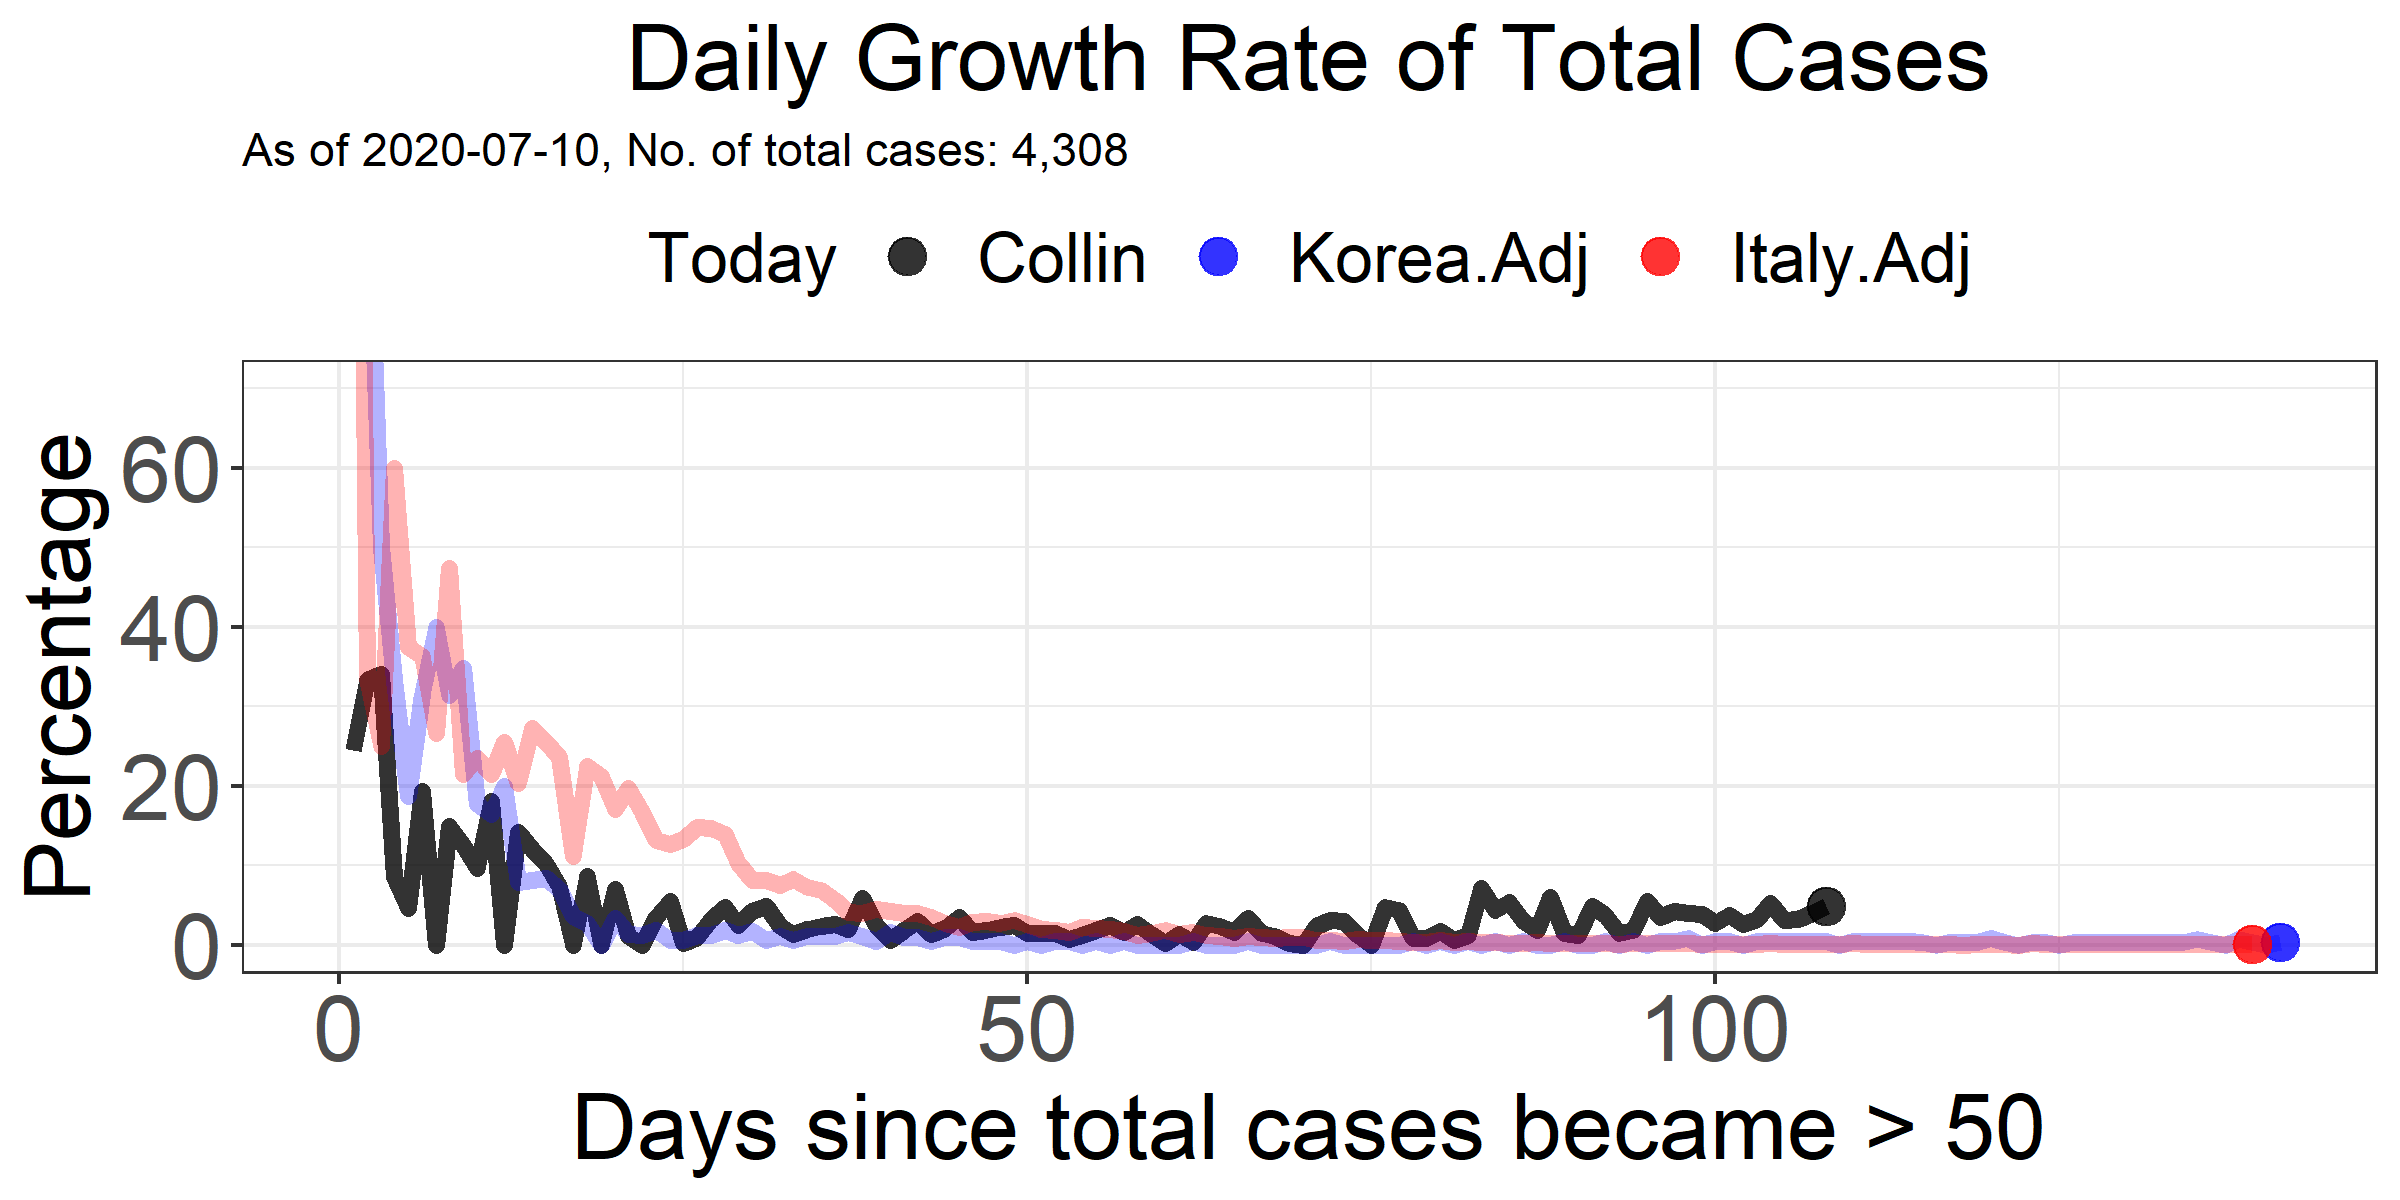 Daily Growth Rate of Total Cases
As of 2020-07-10, No. of total cases: 4,308
Today Collin Korea.Adj Italy.Adj
Percentage
60
40
20
0
0 50 100
Days since total cases became > 50